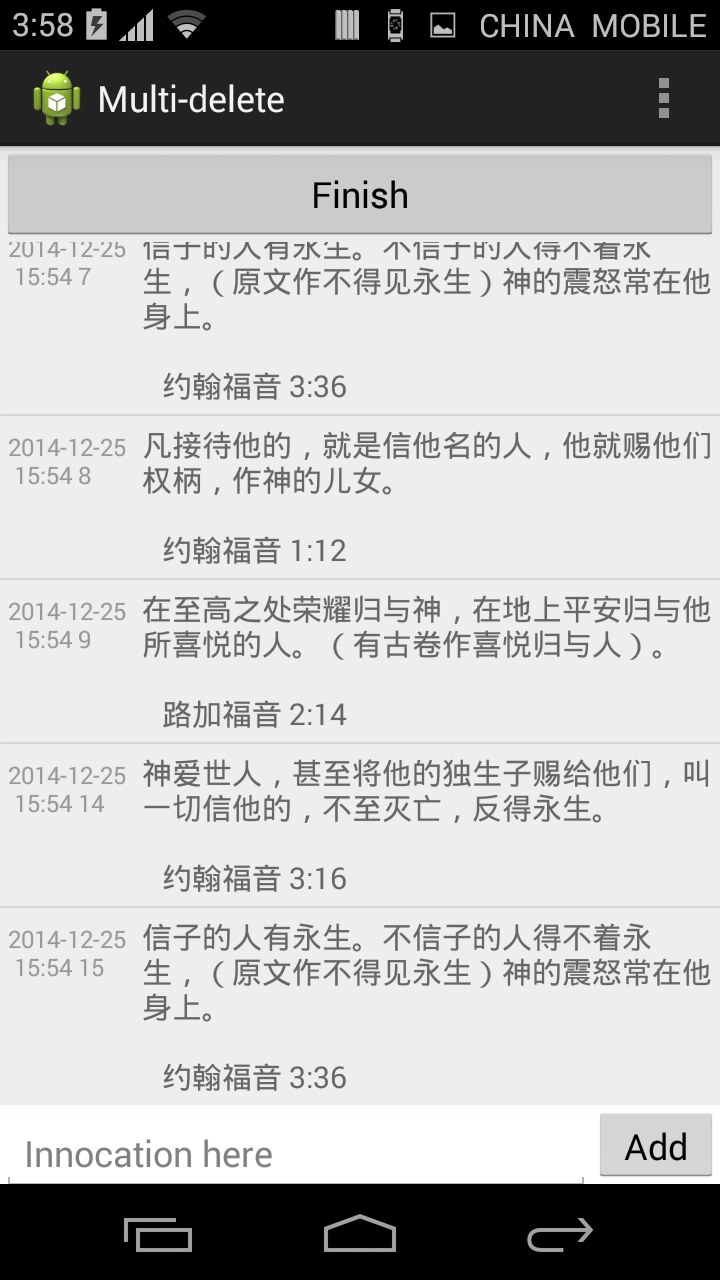 3:58 CHINA MOBILE
Multi-delete
Finish
2014-12-25 信子的人有永生。不信子的人得不着永
15:54 7 生，（原文作不得见永生）神的震怒常在他
身上。
约翰福音 3:36
2014-12-25 凡接待他的，就是信他名的人，他就赐他们
15:54 8 权柄，作神的儿女。
约翰福音 1:12
2014-12-25 在至高之处荣耀归与神，在地上平安归与他
15:54 9 所喜悦的人。（有古卷作喜悦归与人）。
路加福音 2:14
2014-12-25 神爱世人，甚至将他的独生子赐给他们，叫
15:54 14 一切信他的，不至灭亡，反得永生。
约翰福音 3:16
2014-12-25 信子的人有永生。不信子的人得不着永
15:54 15 生，（原文作不得见永生）神的震怒常在他
身上。
约翰福音 3:36
Innocation here
Add